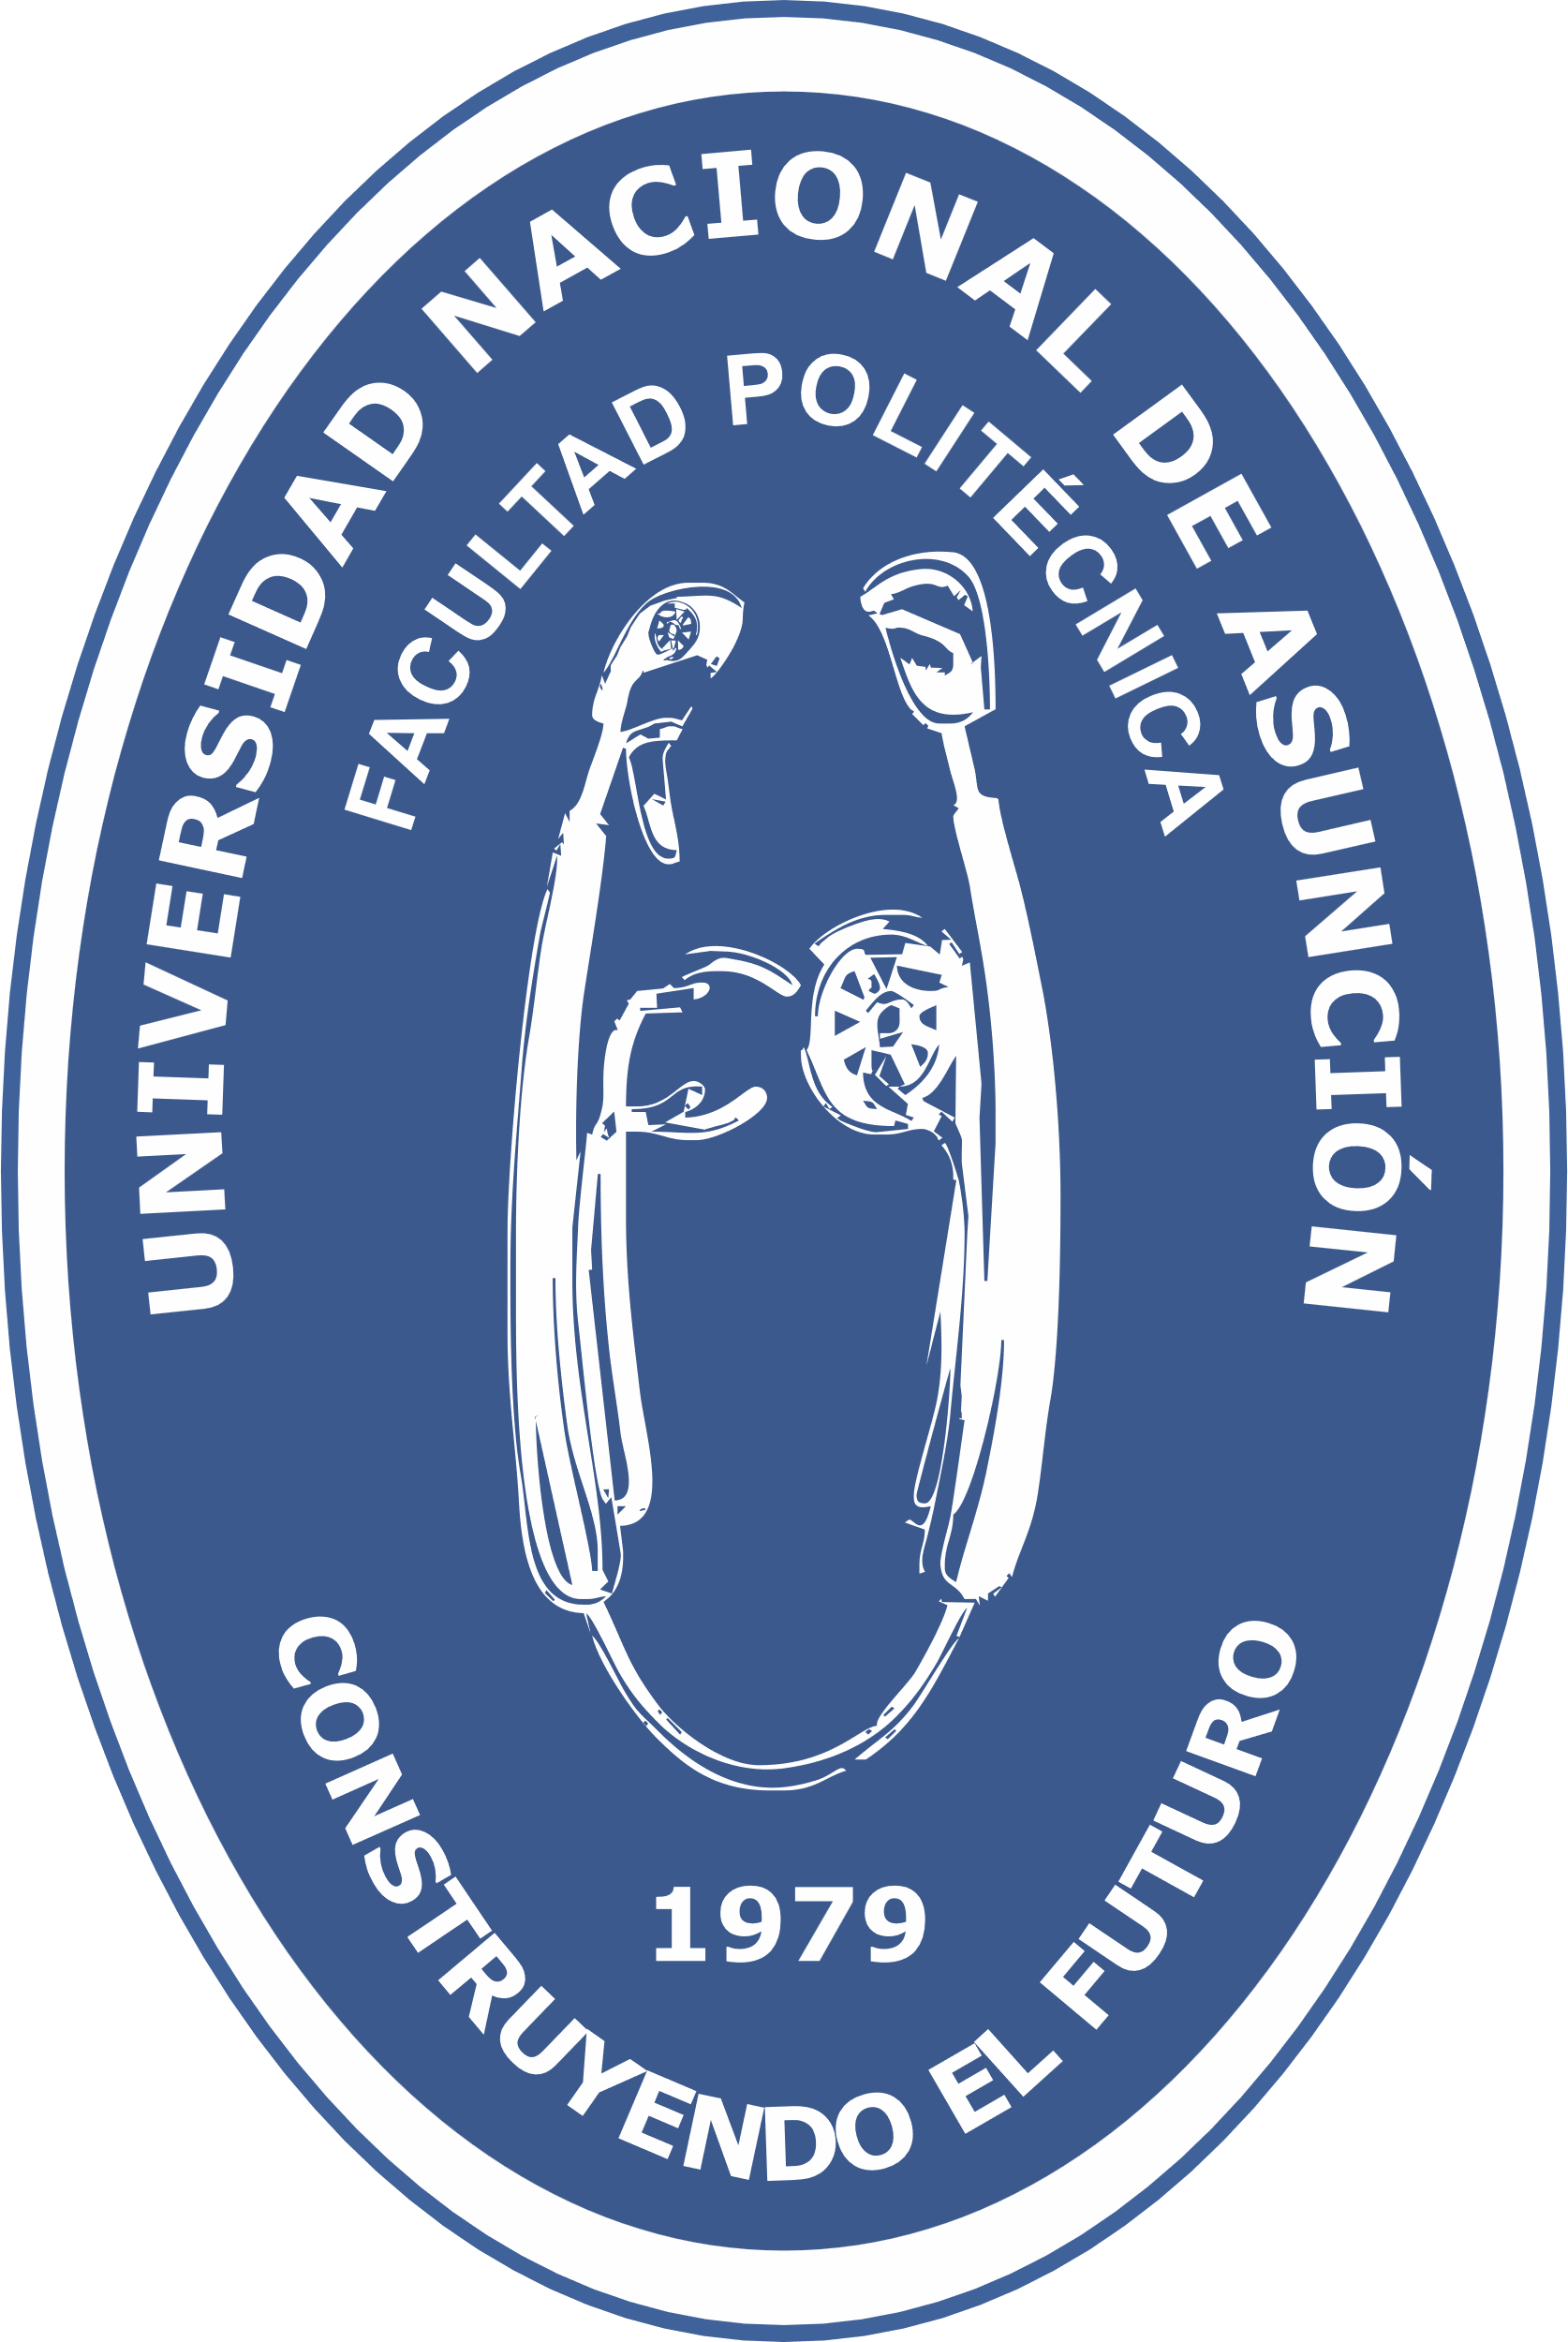 UNIVERSIDAD NACIONAL DE ASUNCIÓN
FACULTAD POLITÉCNICA
1979
CONSTRUYENDO EL FUTURO